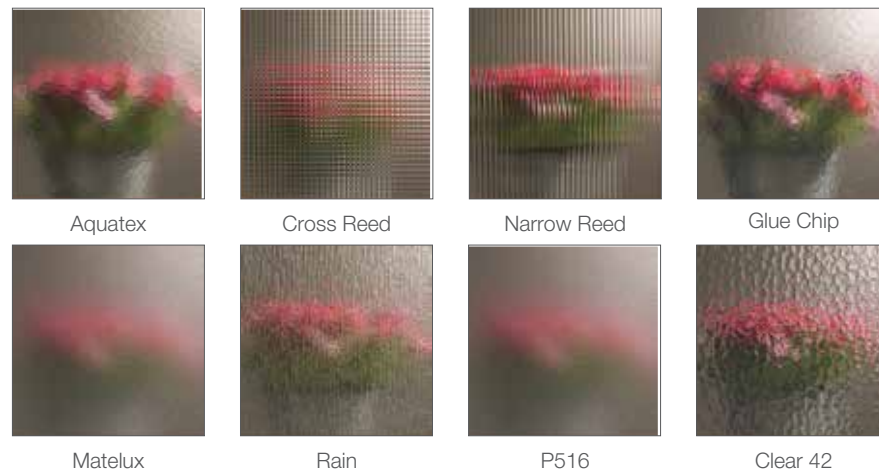 Aquatex
Cross Reed
Narrow Reed
Glue Chip
Matelux
Rain
P516
Clear 42